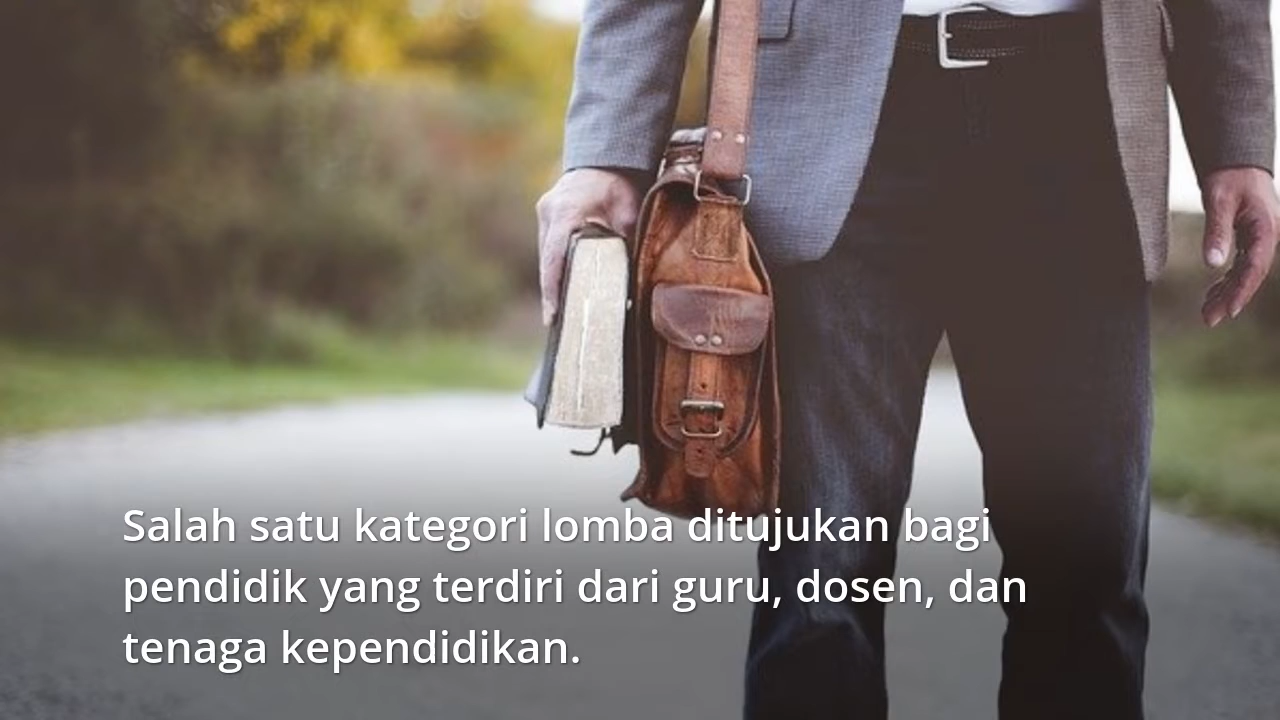 Salah satu kategori lomba ditujukan bagi
pendidik yang terdiri dari guru, dosen, dan
tenaga kependidikan.